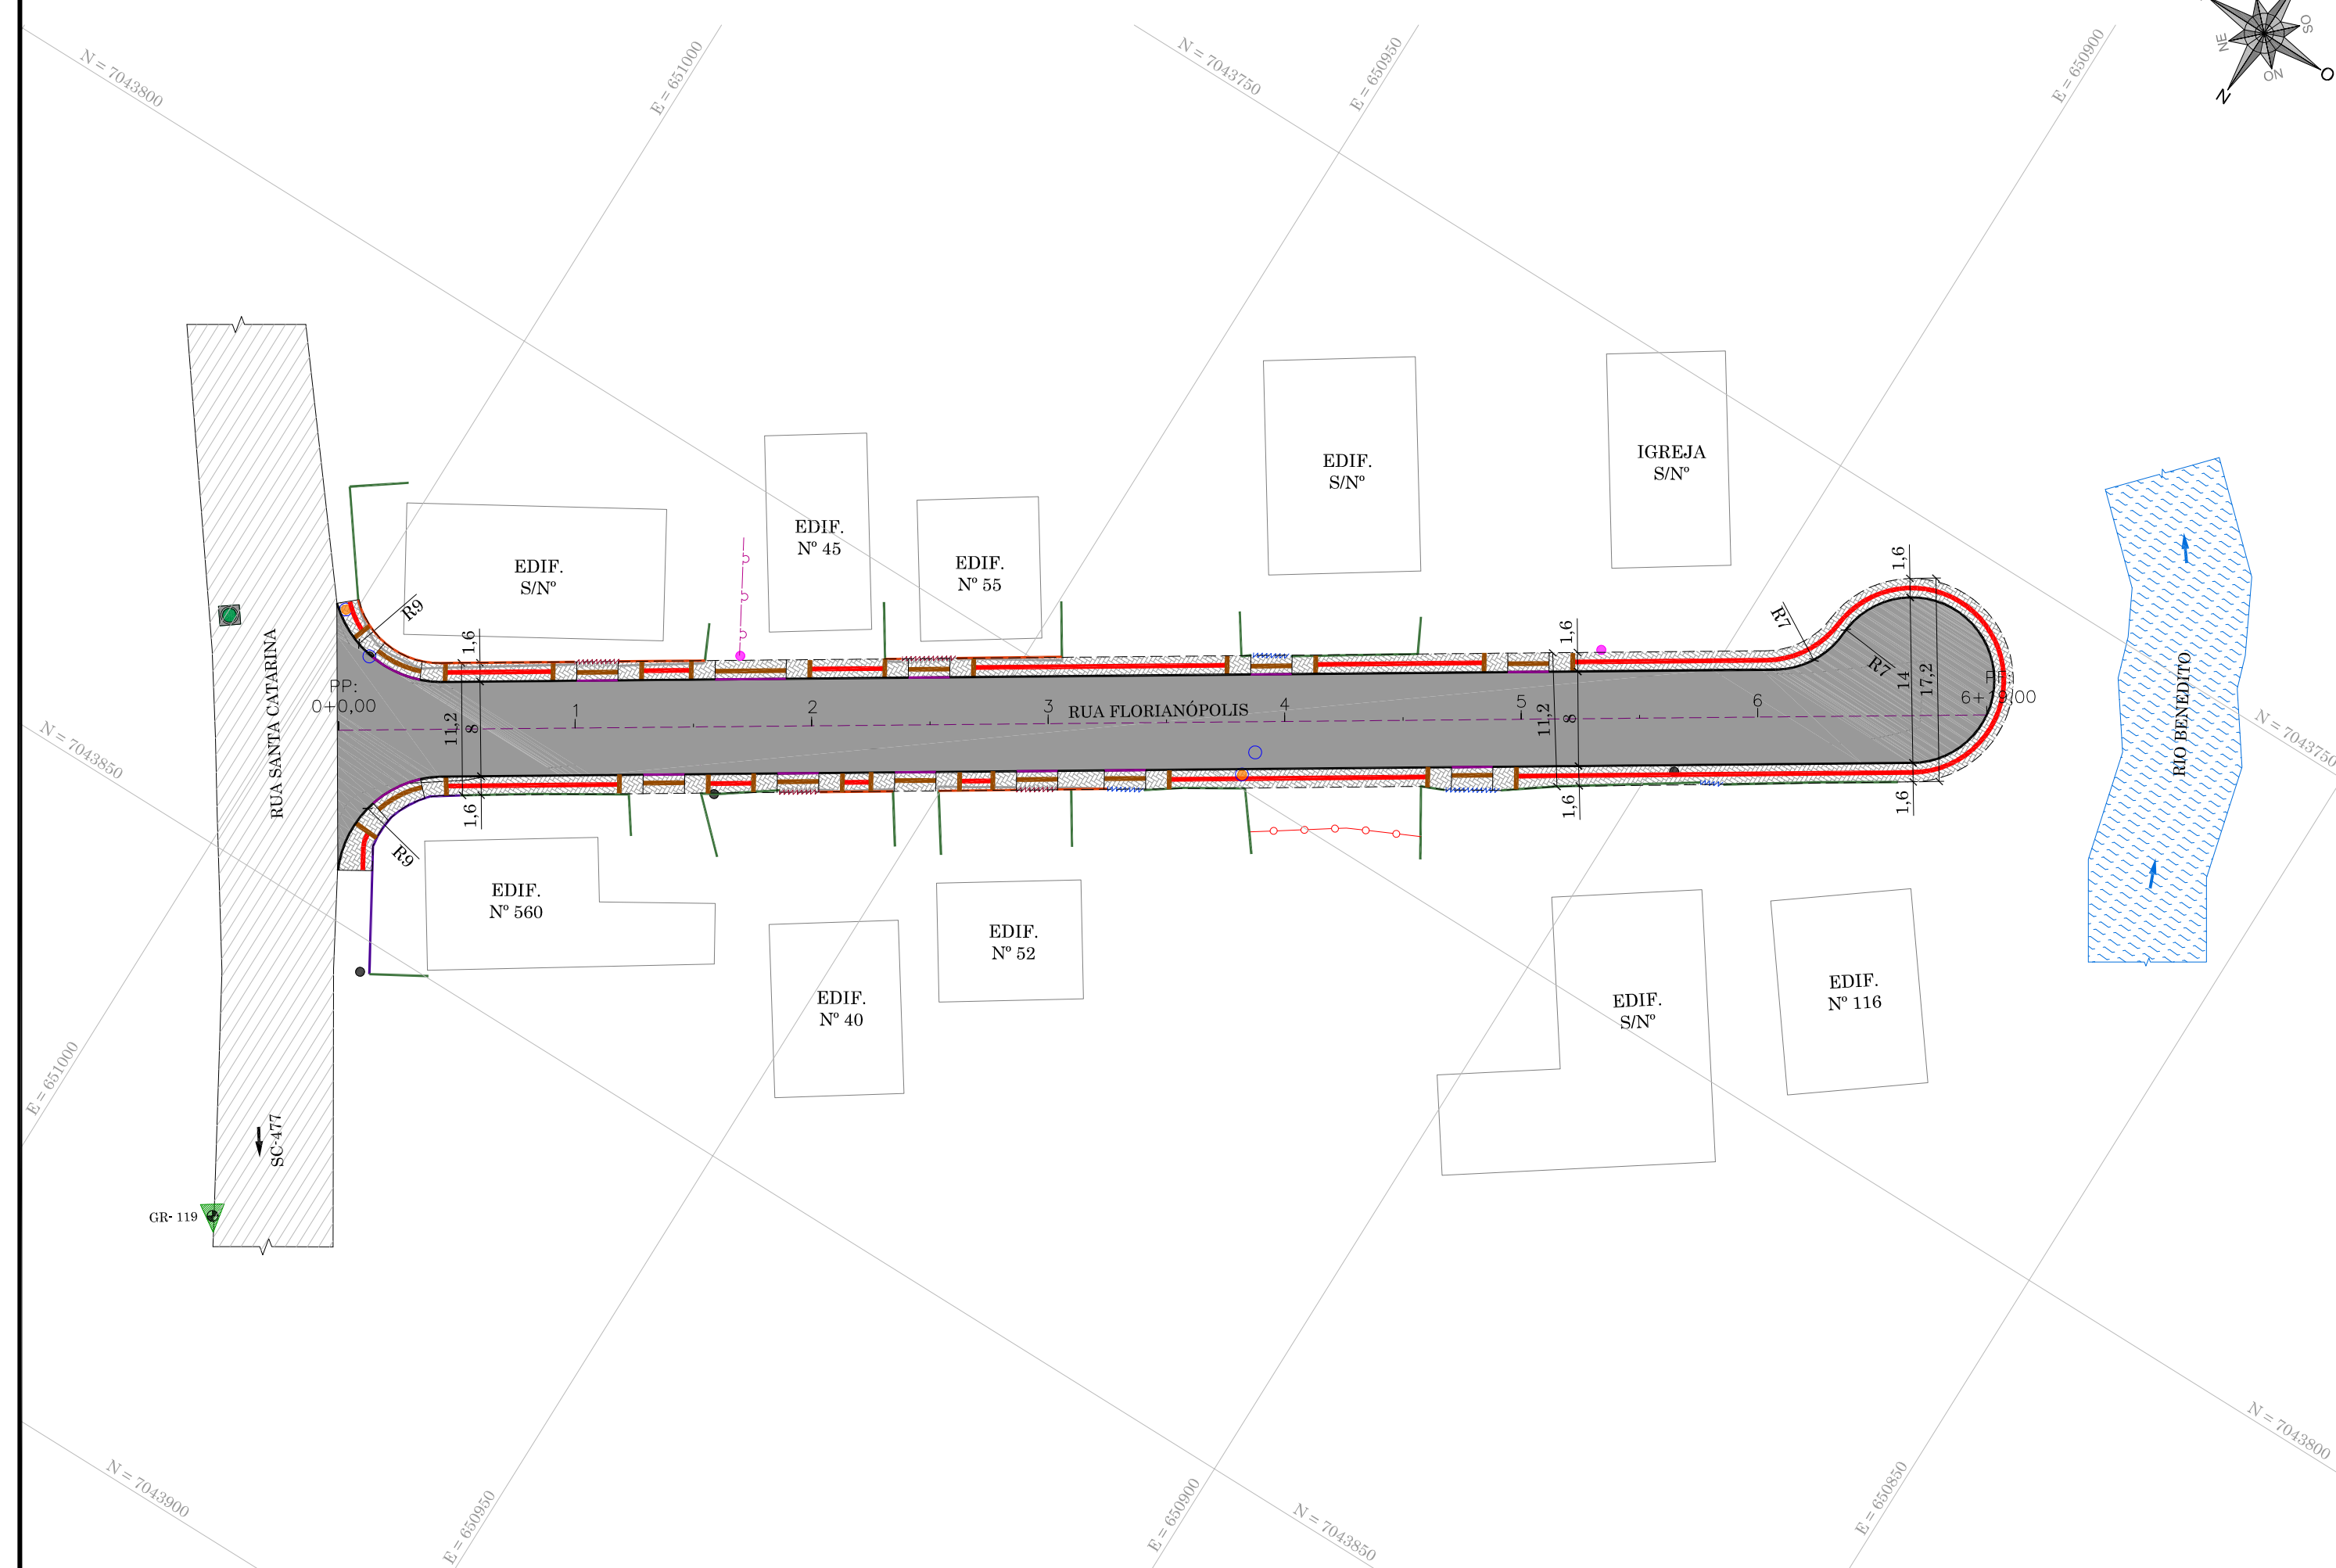 N = 7043800
E = 651000
N = 7043750
E = 650950
E = 650900
NE
SO
NO
N
O
RUA SANTA CATARINA
SC-477
GR- 119
EDIF.
S/Nº
EDIF.
Nº 45
EDIF.
Nº 55
EDIF.
S/Nº
IGREJA
S/Nº
R9
1,6
1,6
R7
1,6
R7
14
17,2
PP:
0+0,00
11,2
8
1
2
3
RUA FLORIANÓPOLIS
4
5
11,2
8
6
1,6
R9
1,6
1,6
RIO BENEDITO
N = 7043750
N = 7043850
EDIF.
Nº 560
EDIF.
Nº 40
EDIF.
Nº 52
EDIF.
S/Nº
EDIF.
Nº 116
E = 651000
N = 7043900
E = 650950
E = 650900
N = 7043850
E = 650850
N = 7043800